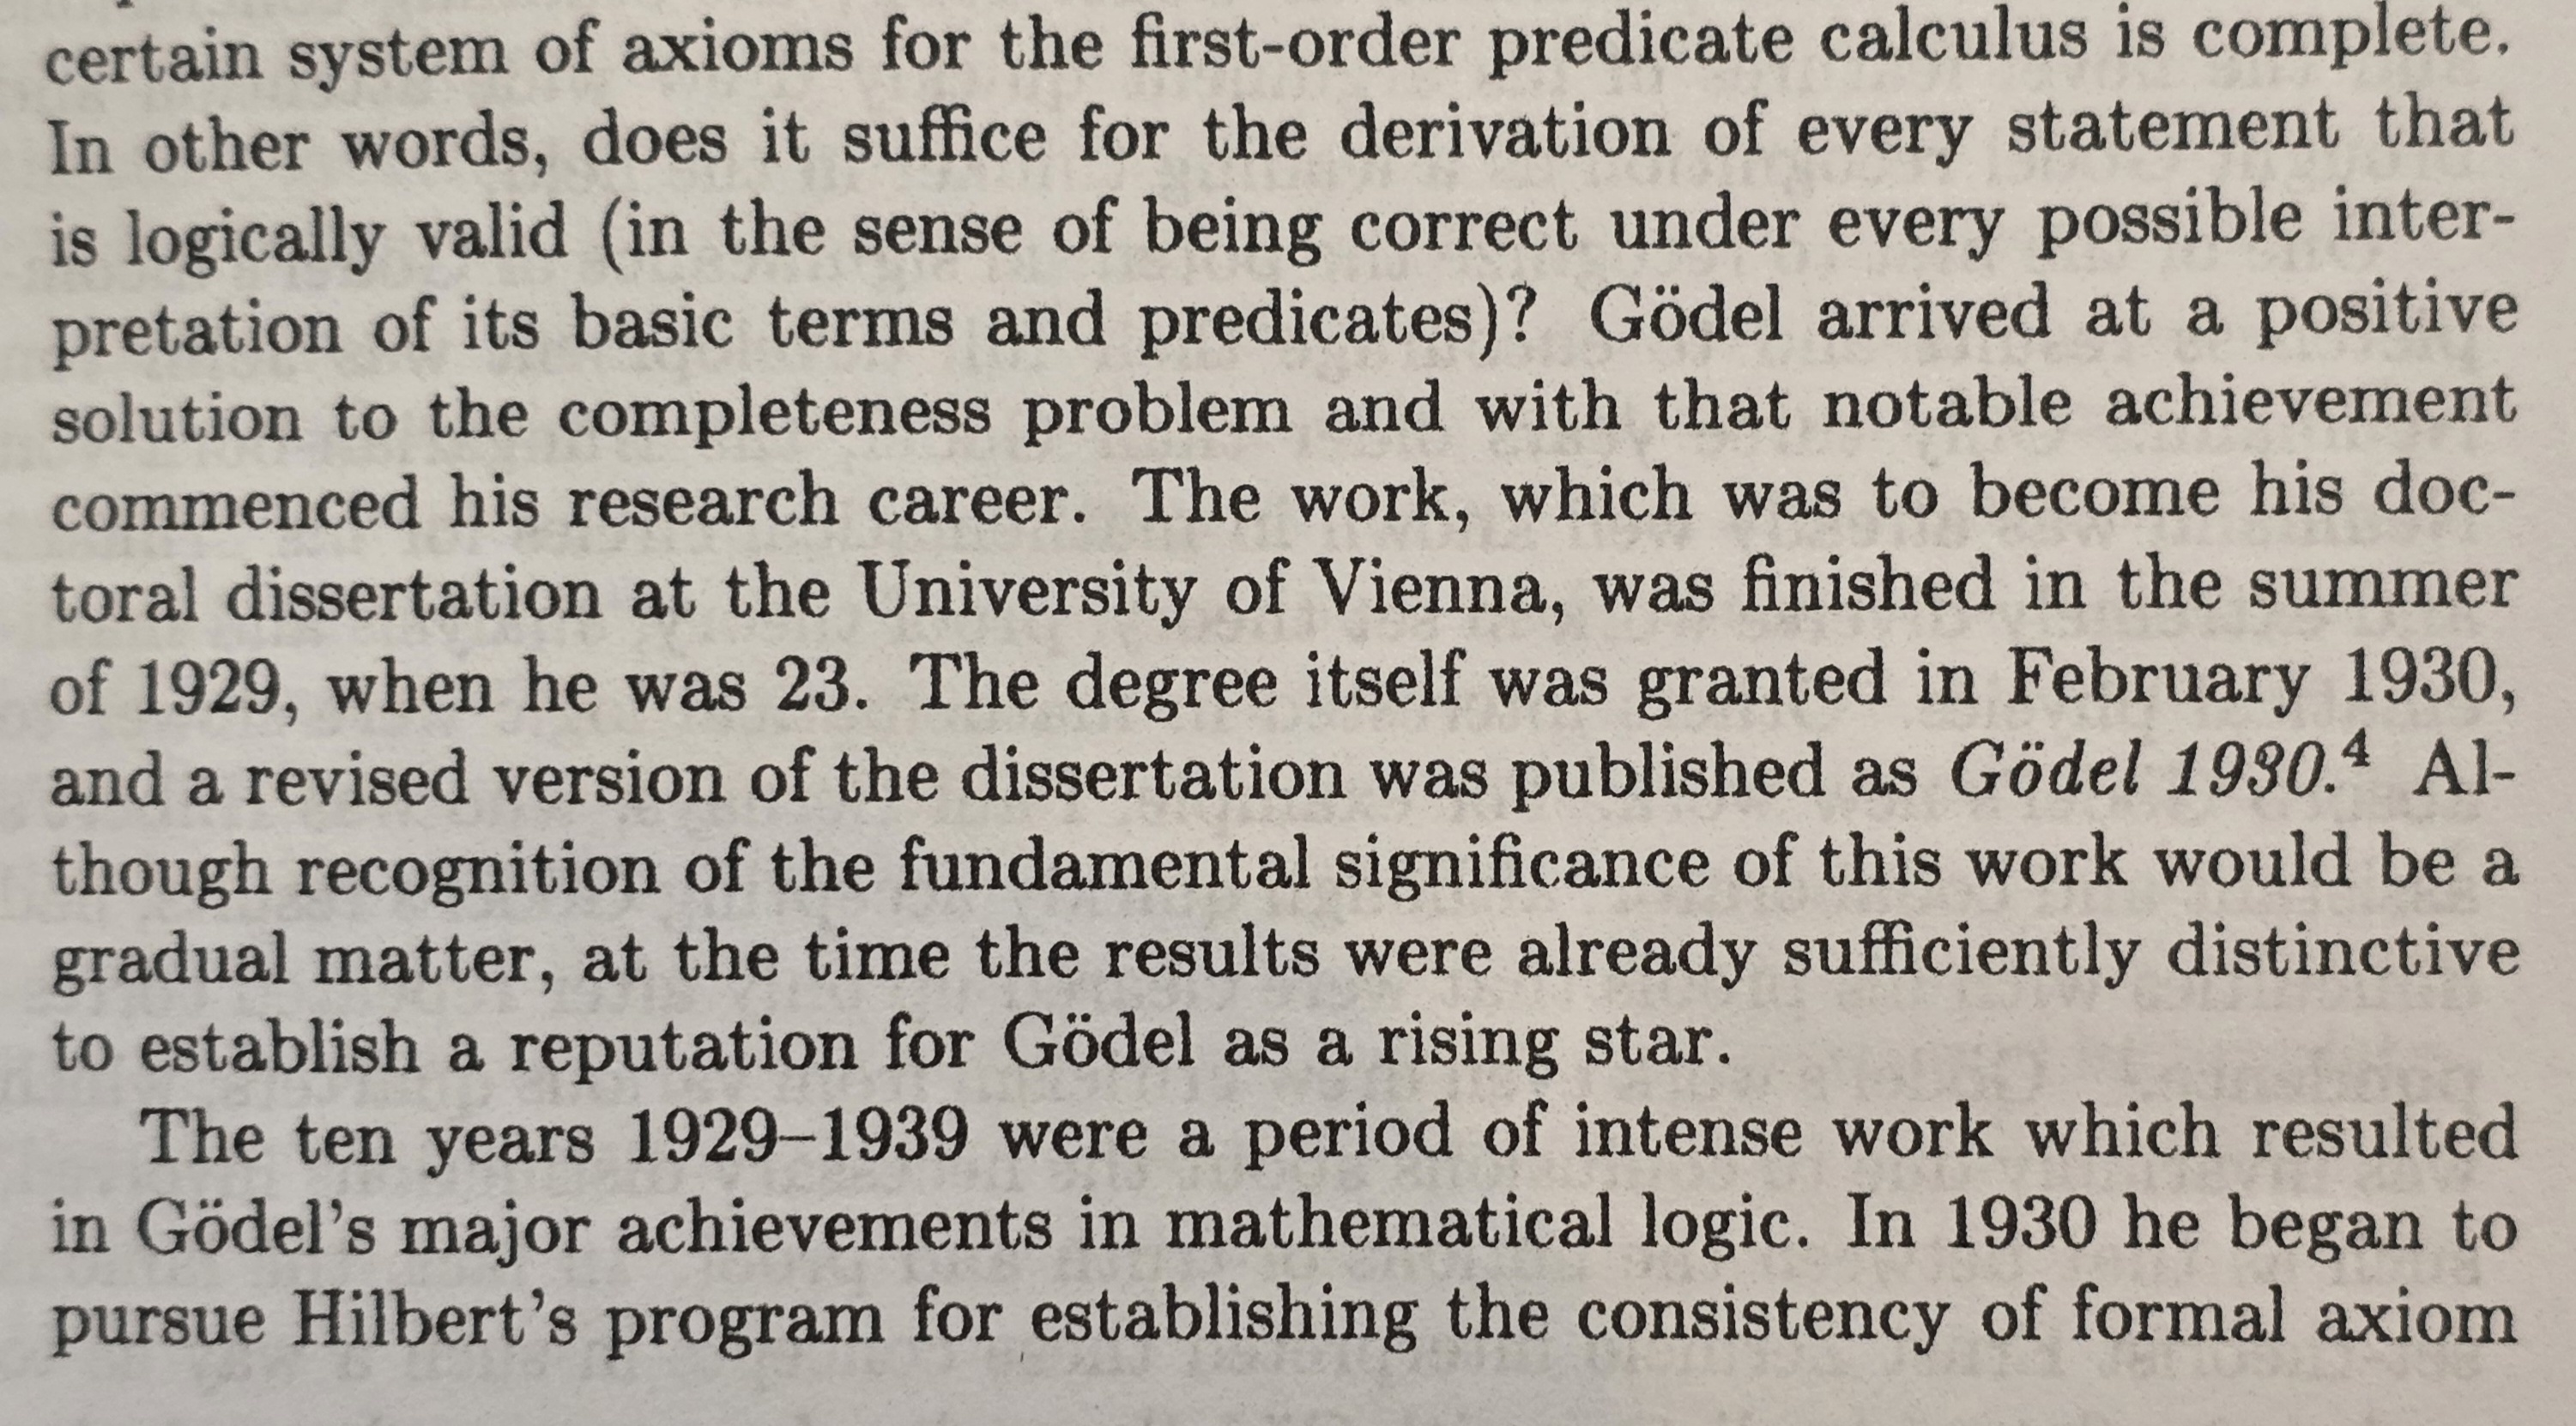 certain system of axioms for the first-order predicate calculus is complete.
In other words, does it suffice for the derivation of every statement that
is logically valid (in the sense of being correct under every possible inter-
pretation of its basic terms and predicates)? Gödel arrived at a positive
solution to the completeness problem and with that notable achievement
commenced his research career. The work, which was to become his doc-
toral dissertation at the University of Vienna, was finished in the summer
of 1929, when he was 23. The degree itself was granted in February 1930,
and a revised version of the dissertation was published as Gödel 1930.⁴ Al-
though recognition of the fundamental significance of this work would be a
gradual matter, at the time the results were already sufficiently distinctive
to establish a reputation for Gödel as a rising star.
The ten years 1929–1939 were a period of intense work which resulted
in Gödel's major achievements in mathematical logic. In 1930 he began to
pursue Hilbert's program for establishing the consistency of formal axiom